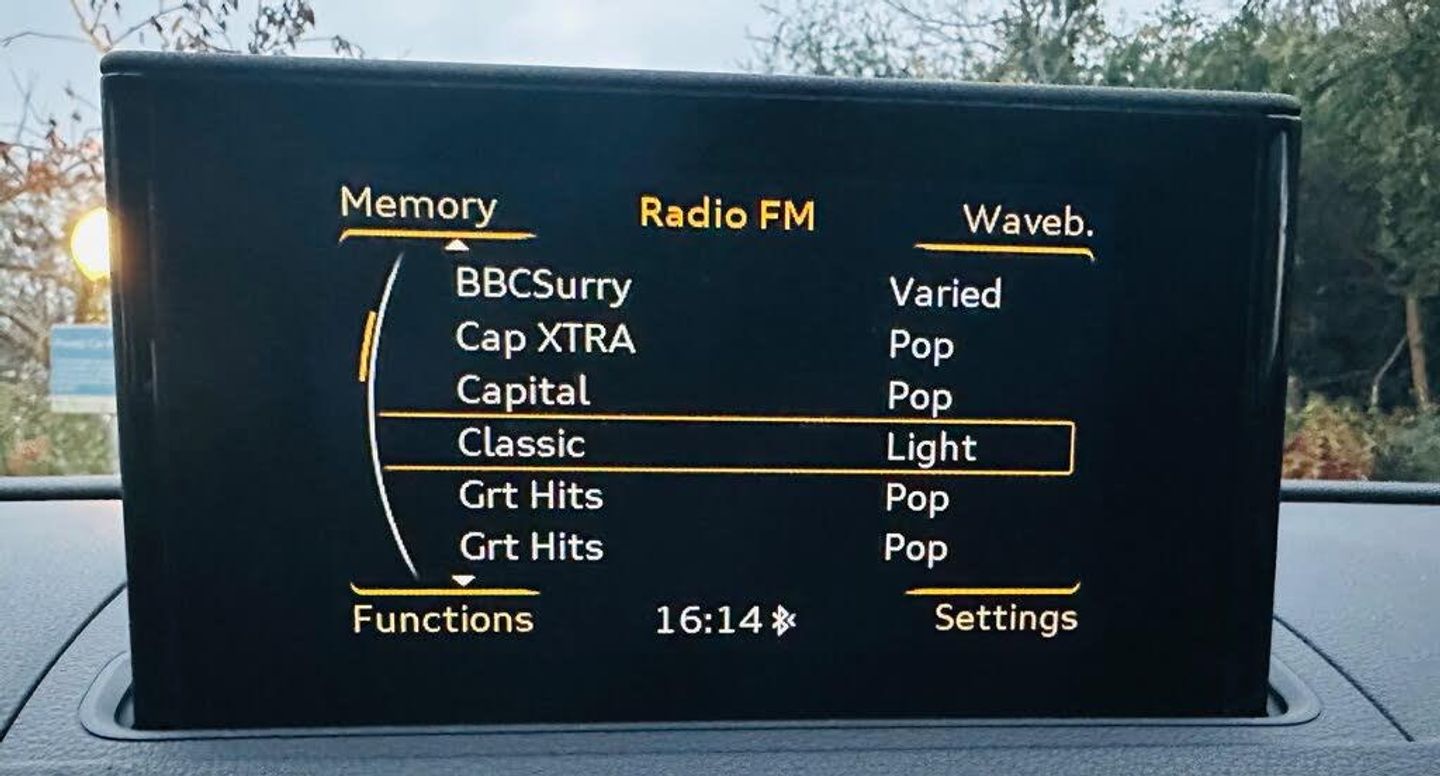 Memory Radio FM Waveb.
BBCSurry Varied
Cap XTRA Pop
Capital Pop
Classic Light
Grt Hits Pop
Grt Hits Pop
Functions 16:14 Settings